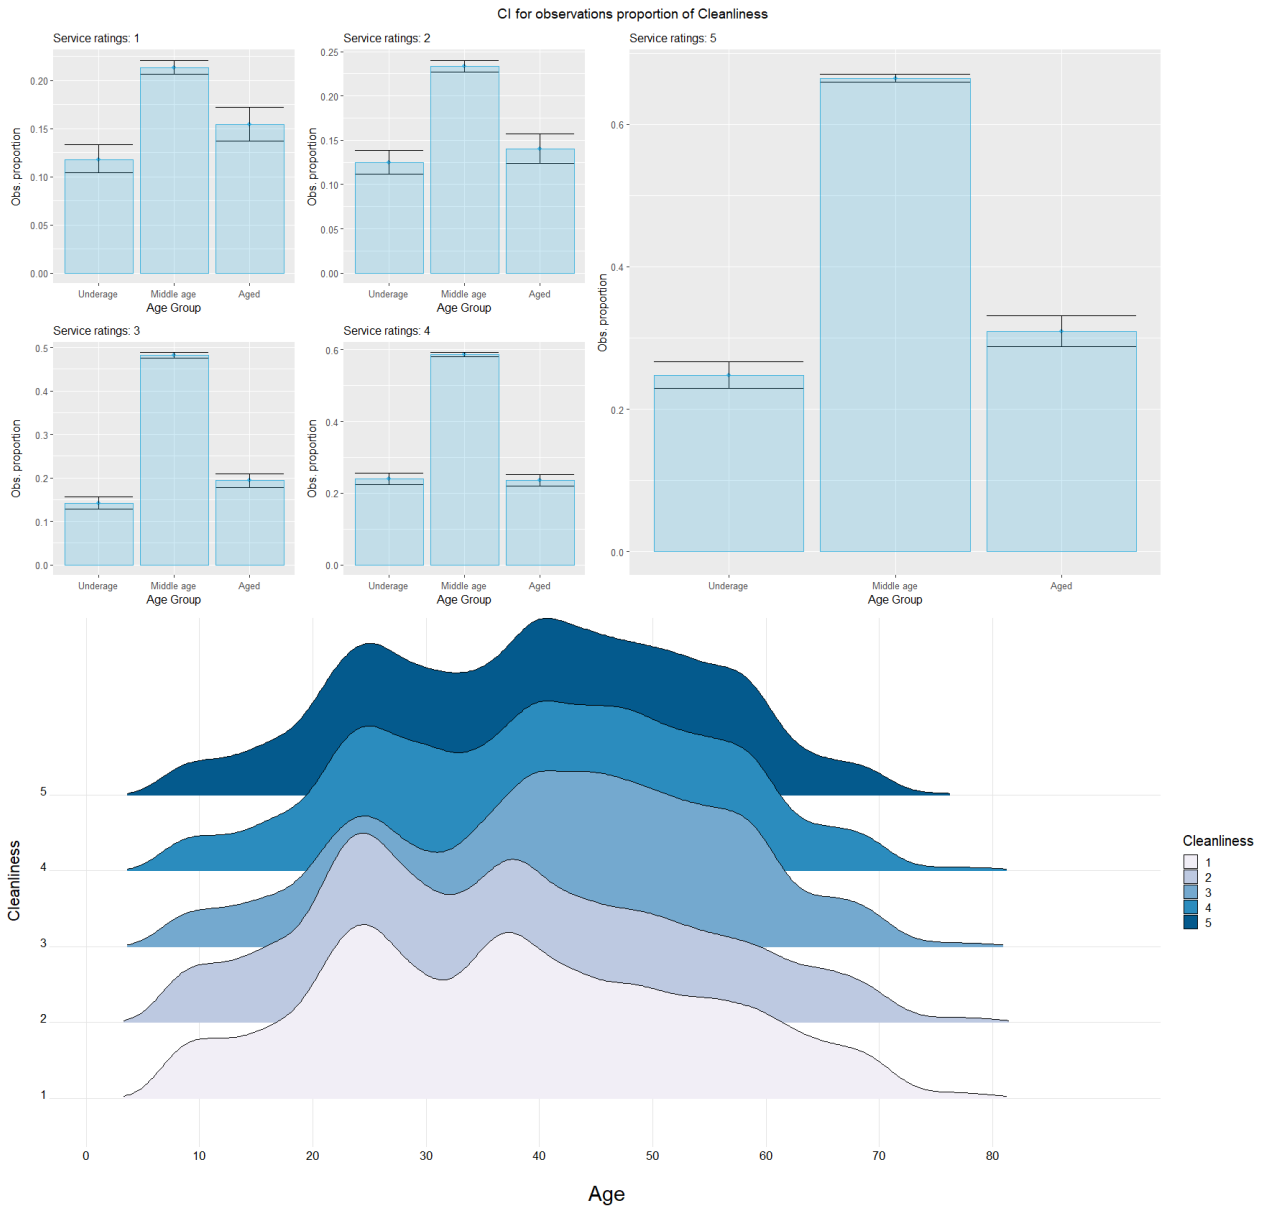 CI for observations proportion of Cleanliness
Service ratings: 1
Obs. proportion
0.20
0.15
0.10
0.05
0.00
Underage Middle age Aged
Age Group
Service ratings: 2
Obs. proportion
0.25
0.20
0.15
0.10
0.05
0.00
Underage Middle age Aged
Age Group
Service ratings: 5
Obs. proportion
0.6
0.4
0.2
0.0
Underage Middle age Aged
Age Group
Service ratings: 3
Obs. proportion
0.5
0.4
0.3
0.2
0.1
0.0
Underage Middle age Aged
Age Group
Service ratings: 4
Obs. proportion
0.6
0.4
0.2
0.0
Underage Middle age Aged
Age Group
Cleanliness
5
4
3
2
1
0 10 20 30 40 50 60 70 80
Age
Cleanliness
1
2
3
4
5